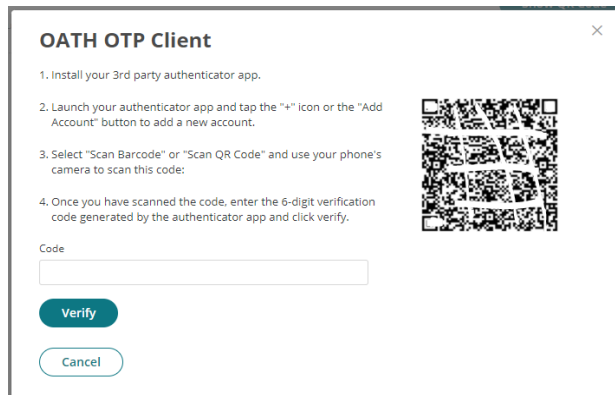 OATH OTP Client
1. Install your 3rd party authenticator app.
2. Launch your authenticator app and tap the "+" icon or the "Add
Account" button to add a new account.
3. Select "Scan Barcode" or "Scan QR Code" and use your phone's
camera to scan this code:
4. Once you have scanned the code, enter the 6-digit verification
code generated by the authenticator app and click verify.
Code
Verify
Cancel